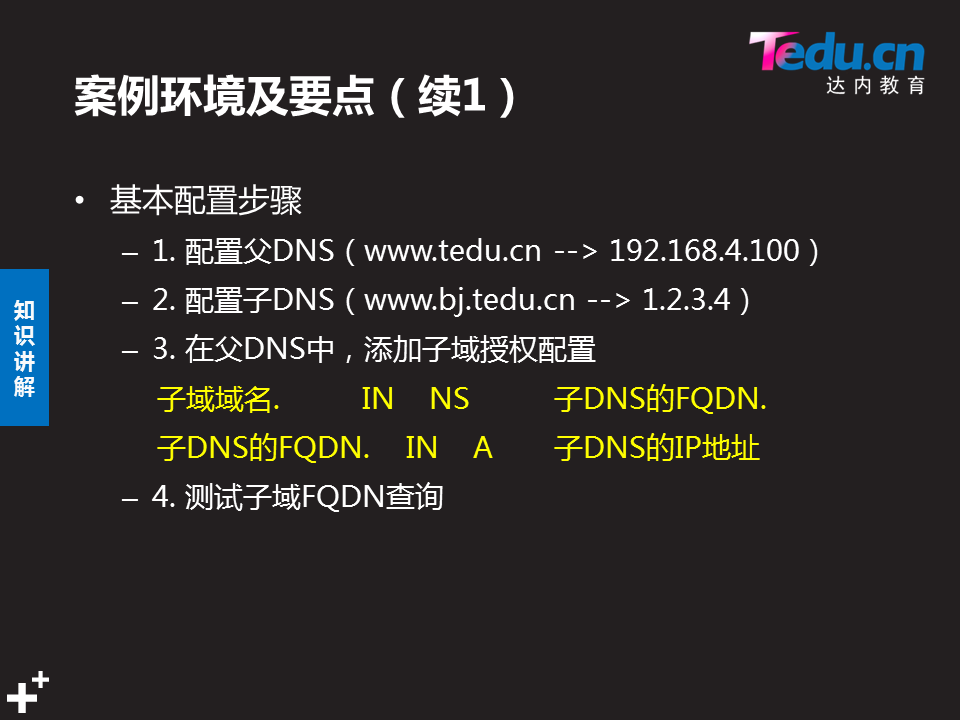 Tedu.cn
达内教育
案例环境及要点（续1）
• 基本配置步骤
– 1. 配置父DNS（www.tedu.cn --> 192.168.4.100）
– 2. 配置子DNS（www.bj.tedu.cn --> 1.2.3.4）
– 3. 在父DNS中，添加子域授权配置
子域域名. IN NS 子DNS的FQDN.
子DNS的FQDN. IN A 子DNS的IP地址
– 4. 测试子域FQDN查询
知识讲解